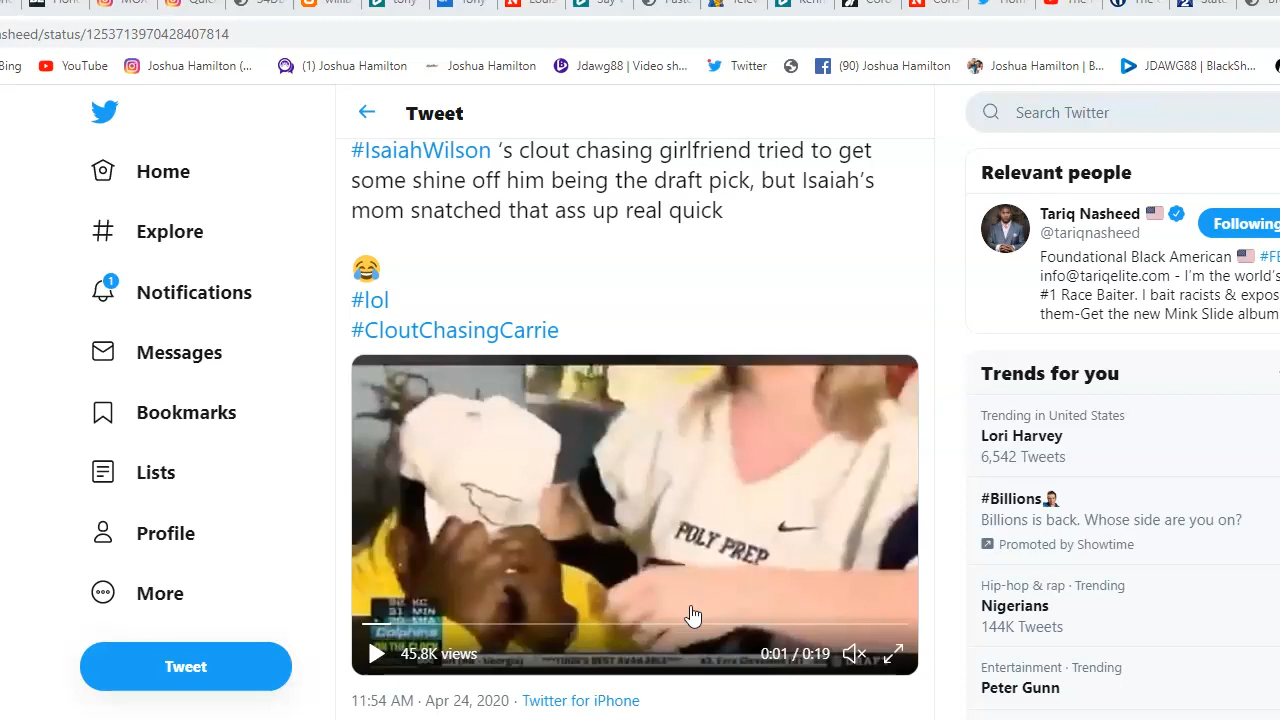 asheed/status/1253713970428407814
Bing
YouTube
Joshua Hamilton (...
(1) Joshua Hamilton
Joshua Hamilton
Jdawg88 | Video sh...
Twitter
(90) Joshua Hamilton
Joshua Hamilton | B...
JDAWG88 | BlackSh...
Tweet
Search Twitter
#IsaiahWilson ‘s clout chasing girlfriend tried to get
some shine off him being the draft pick, but Isaiah’s
mom snatched that ass up real quick
#lol
#CloutChasingCarrie
POLY PREP
31 MIN
Dolphins
45.8K views
0:01 / 0:19
11:54 AM · Apr 24, 2020 · Twitter for iPhone
Home
Explore
1
Notifications
Messages
Bookmarks
Lists
Profile
More
Tweet
Relevant people
Tariq Nasheed
@tariqnasheed
Following
Foundational Black American #FB
info@tariqelite.com - I’m the world’s
#1 Race Baiter. I bait racists & expos
them-Get the new Mink Slide album
Trends for you
Trending in United States
Lori Harvey
6,542 Tweets
#Billions
Billions is back. Whose side are you on?
Promoted by Showtime
Hip-hop & rap · Trending
Nigerians
144K Tweets
Entertainment · Trending
Peter Gunn